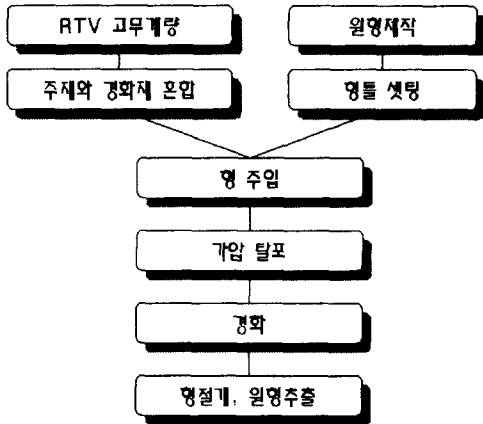 RTV 고무계량
원형제작
주재와 경화제 혼합
형틀 셋팅
형 주입
가압 탈포
경화
형절개, 원형추출